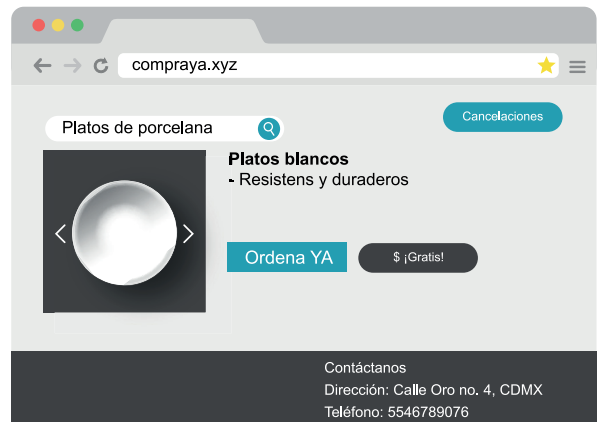 compraya.xyz
Platos de porcelana
Cancelaciones
Platos blancos
- Resistens y duraderos
Ordena YA
$ ¡Gratis!
Contáctanos
Dirección: Calle Oro no. 4, CDMX
Teléfono: 5546789076